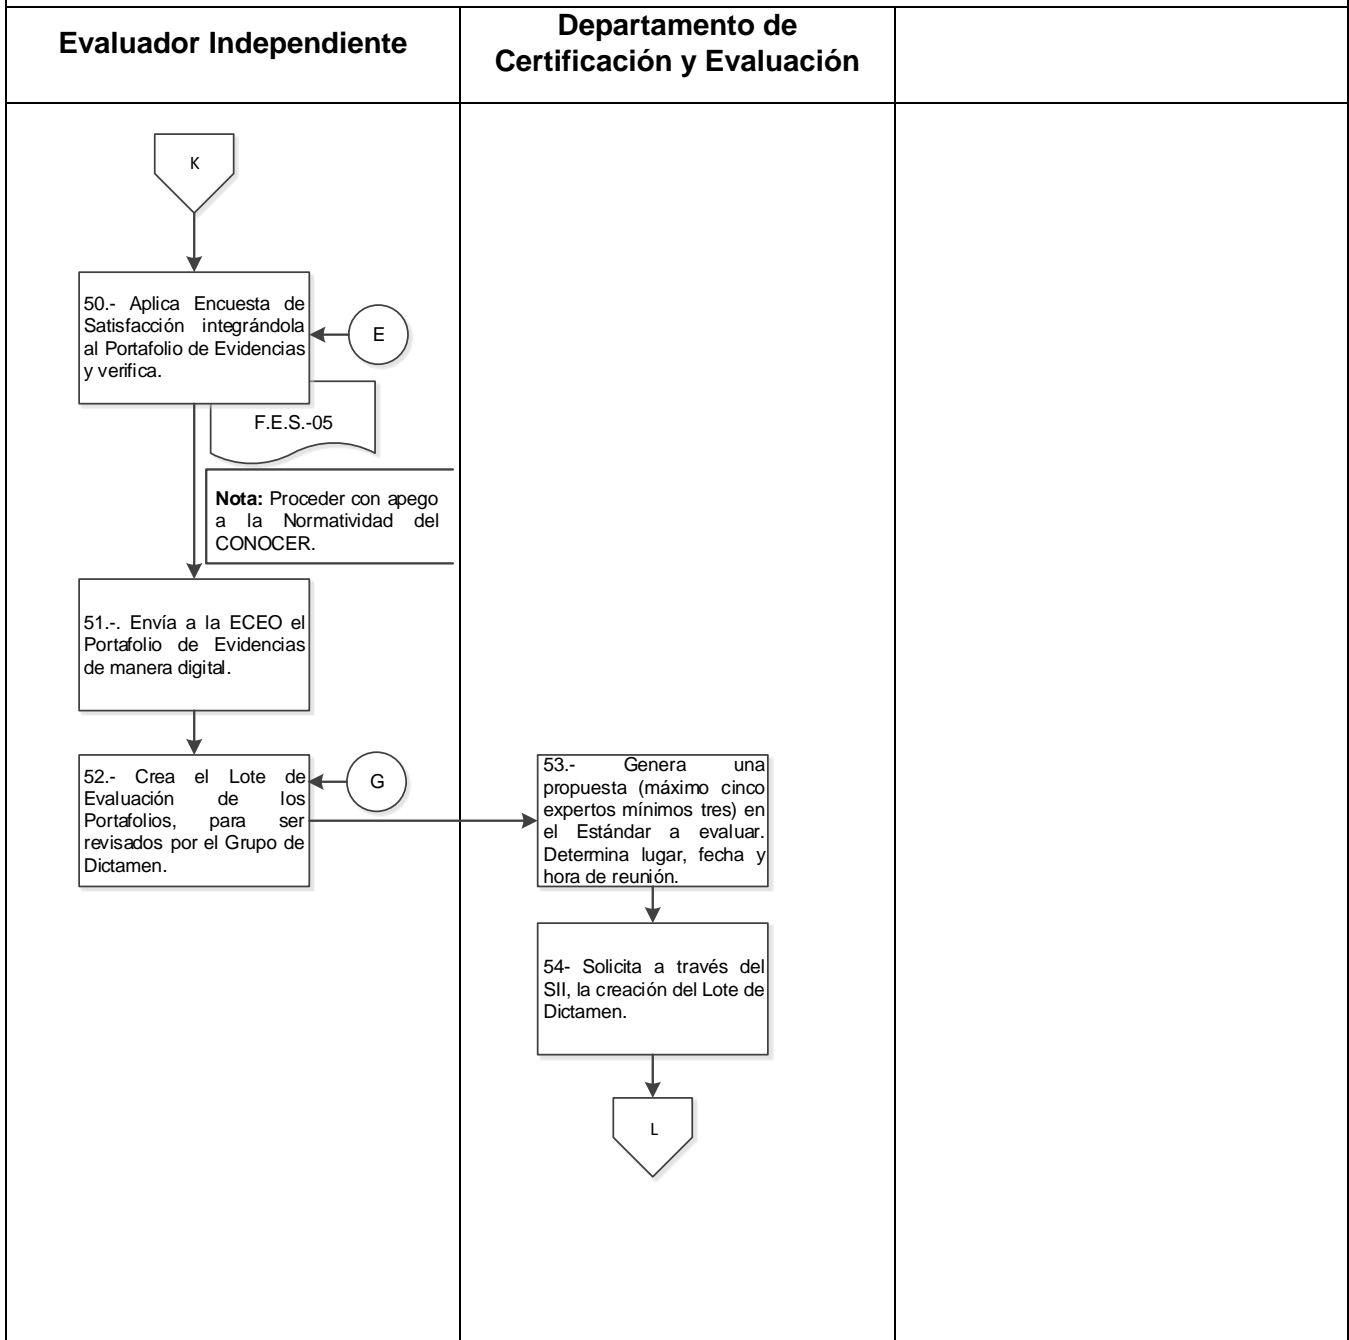 Evaluador Independiente
Departamento de
Certificación y Evaluación
K
50.- Aplica Encuesta de
Satisfacción integrándola
al Portafolio de Evidencias
y verifica.
E
F.E.S.-05
Nota: Proceder con apego
a la Normatividad del
CONOCER.
51.-. Envía a la ECEO el
Portafolio de Evidencias
de manera digital.
52.- Crea el Lote de
Evaluación de los
Portafolios, para ser
revisados por el Grupo de
Dictamen.
G
53.- Genera una
propuesta (máximo cinco
expertos mínimos tres) en
el Estándar a evaluar.
Determina lugar, fecha y
hora de reunión.
54- Solicita a través del
SII, la creación del Lote de
Dictamen.
L